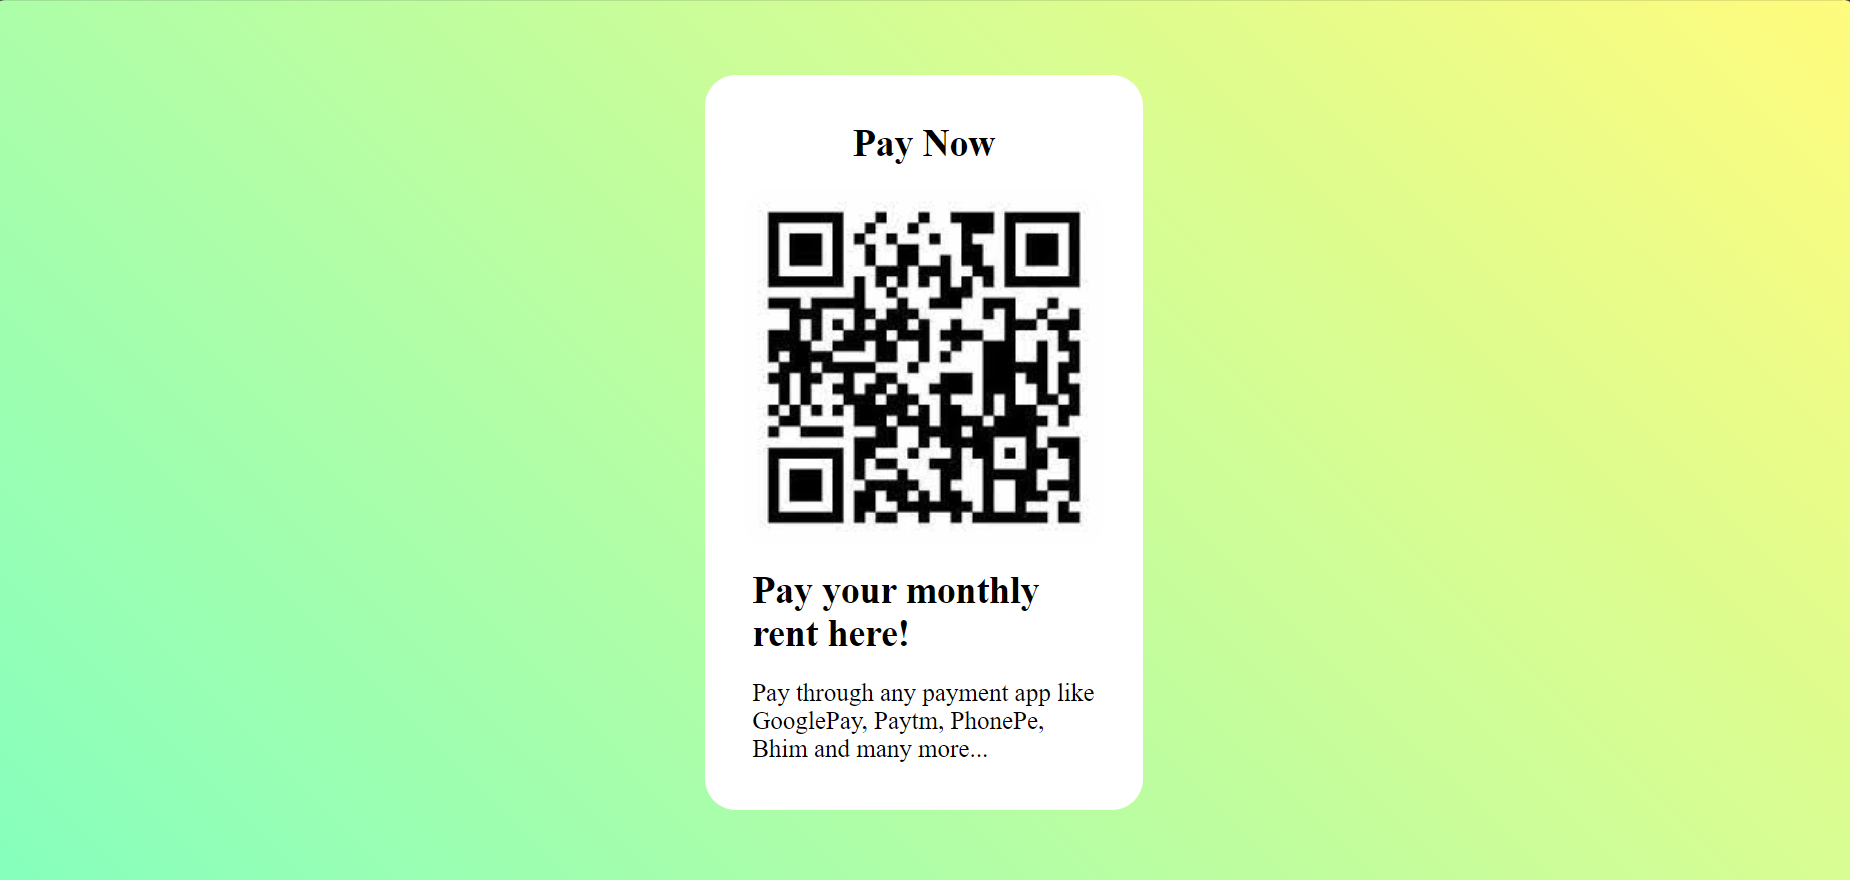 Pay Now
Pay your monthly
rent here!
Pay through any payment app like
GooglePay, Paytm, PhonePe,
Bhim and many more...